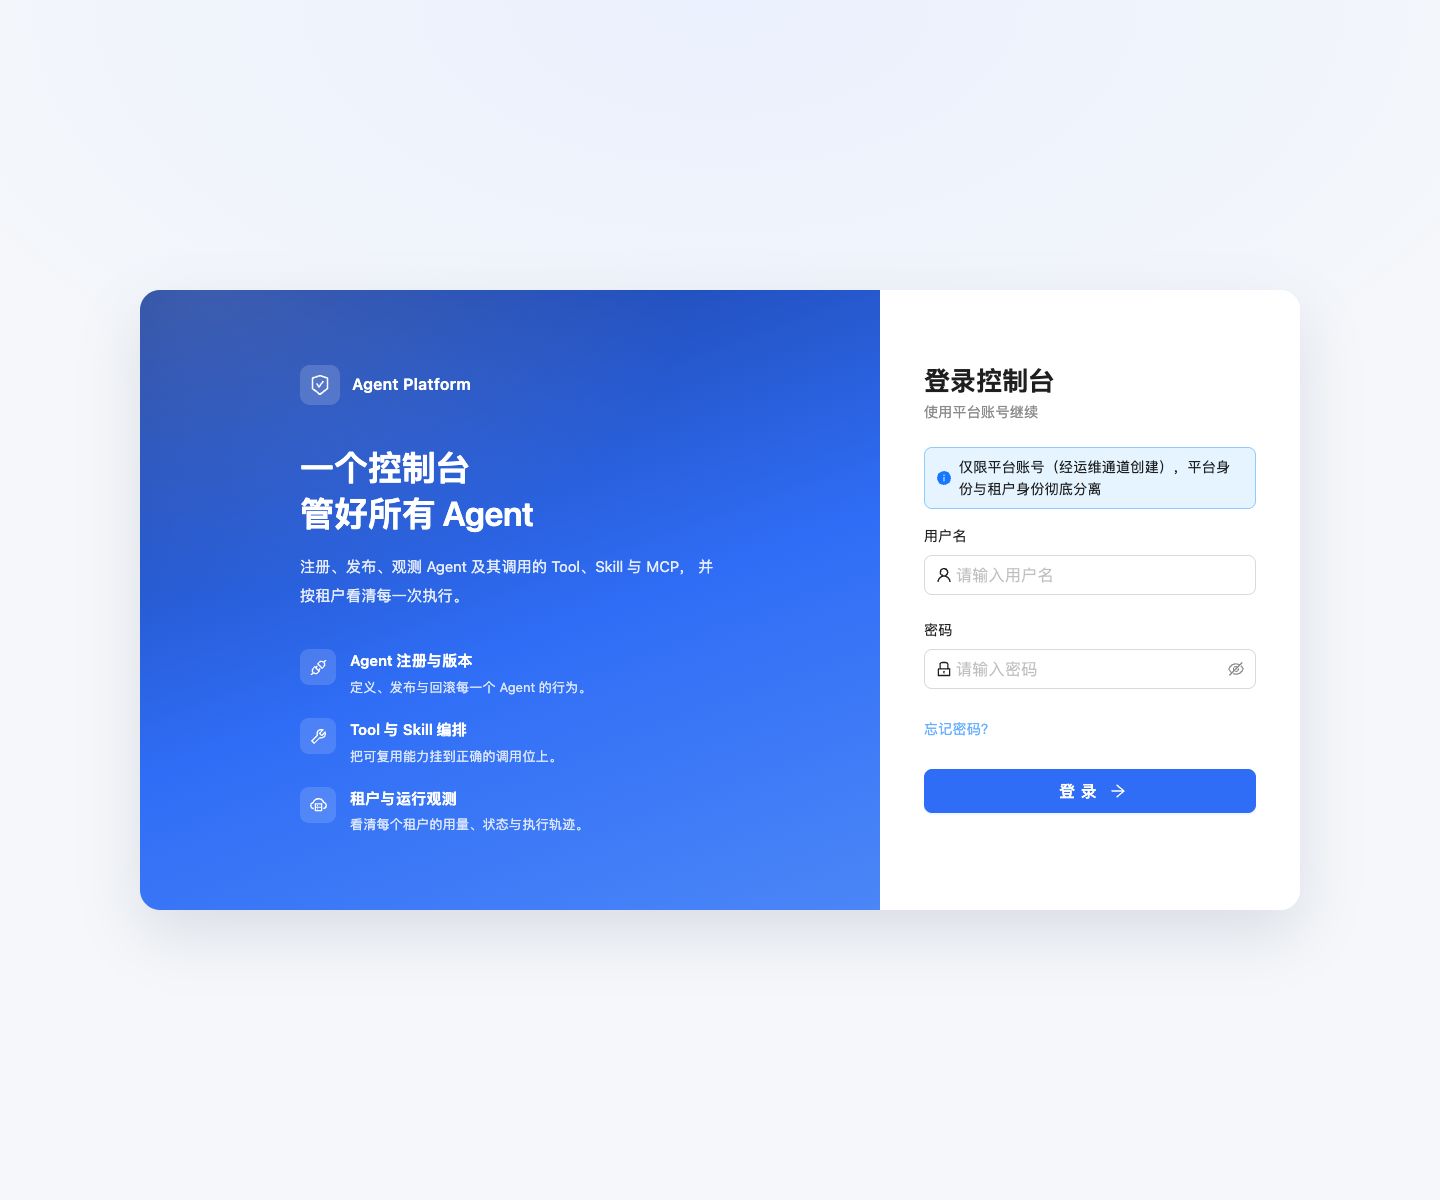 Agent Platform
一个控制台
管好所有 Agent
注册、发布、观测 Agent 及其调用的 Tool、Skill 与 MCP， 并
按租户看清每一次执行。
Agent 注册与版本
定义、发布与回滚每一个 Agent 的行为。
Tool 与 Skill 编排
把可复用能力挂到正确的调用位上。
租户与运行观测
看清每个租户的用量、状态与执行轨迹。
登录控制台
使用平台账号继续
仅限平台账号（经运维通道创建），平台身
份与租户身份彻底分离
用户名
请输入用户名
密码
请输入密码
忘记密码?
登 录